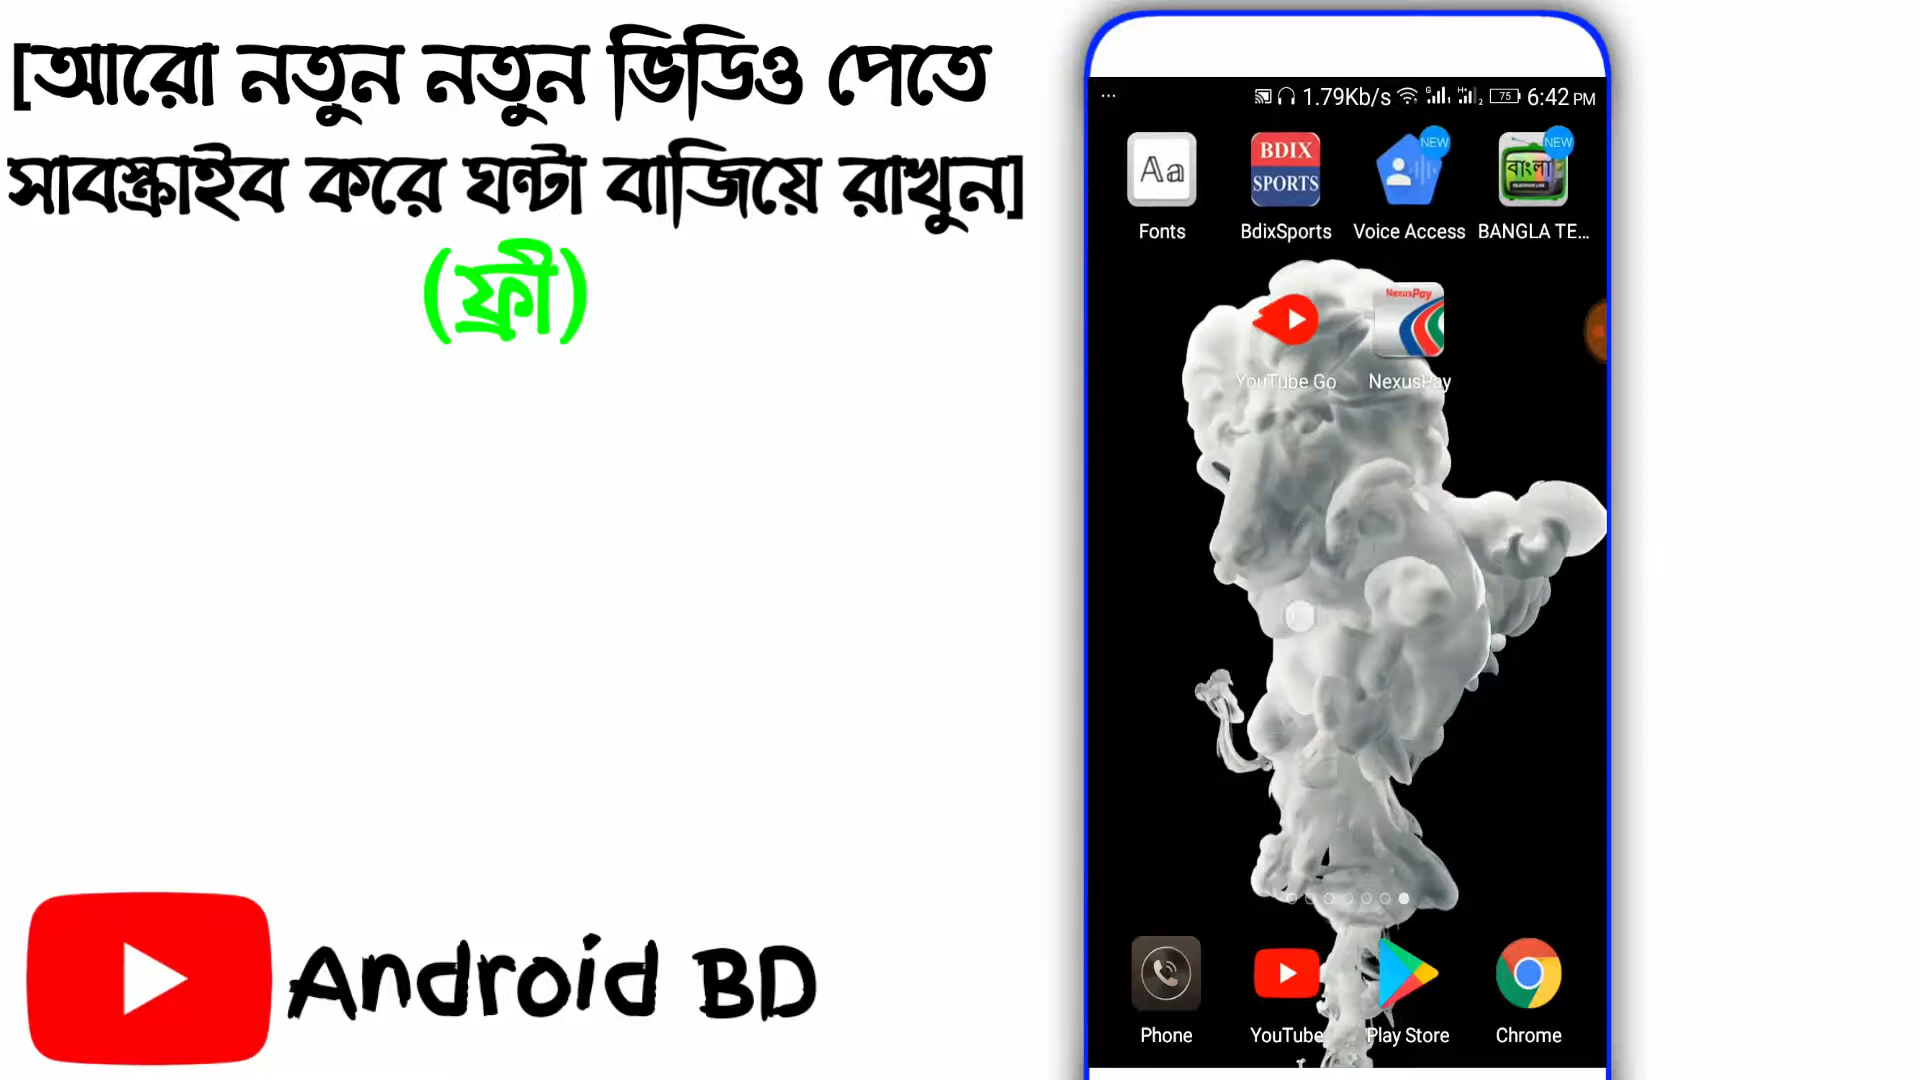 [আরো নতুন নতুন ভিডিও পেতে
সাবস্ক্রাইব করে ঘন্টা বাজিয়ে রাখুন]
(ফ্রী)
Android BD
... 1.79Kb/s 75 6:42 PM
Aa
BDIX
SPORTS
NEW
বাংলা
NEW
Fonts BdixSports Voice Access BANGLA TE...
NexusPay
YouTube Go NexusPay
Phone YouTube Play Store Chrome